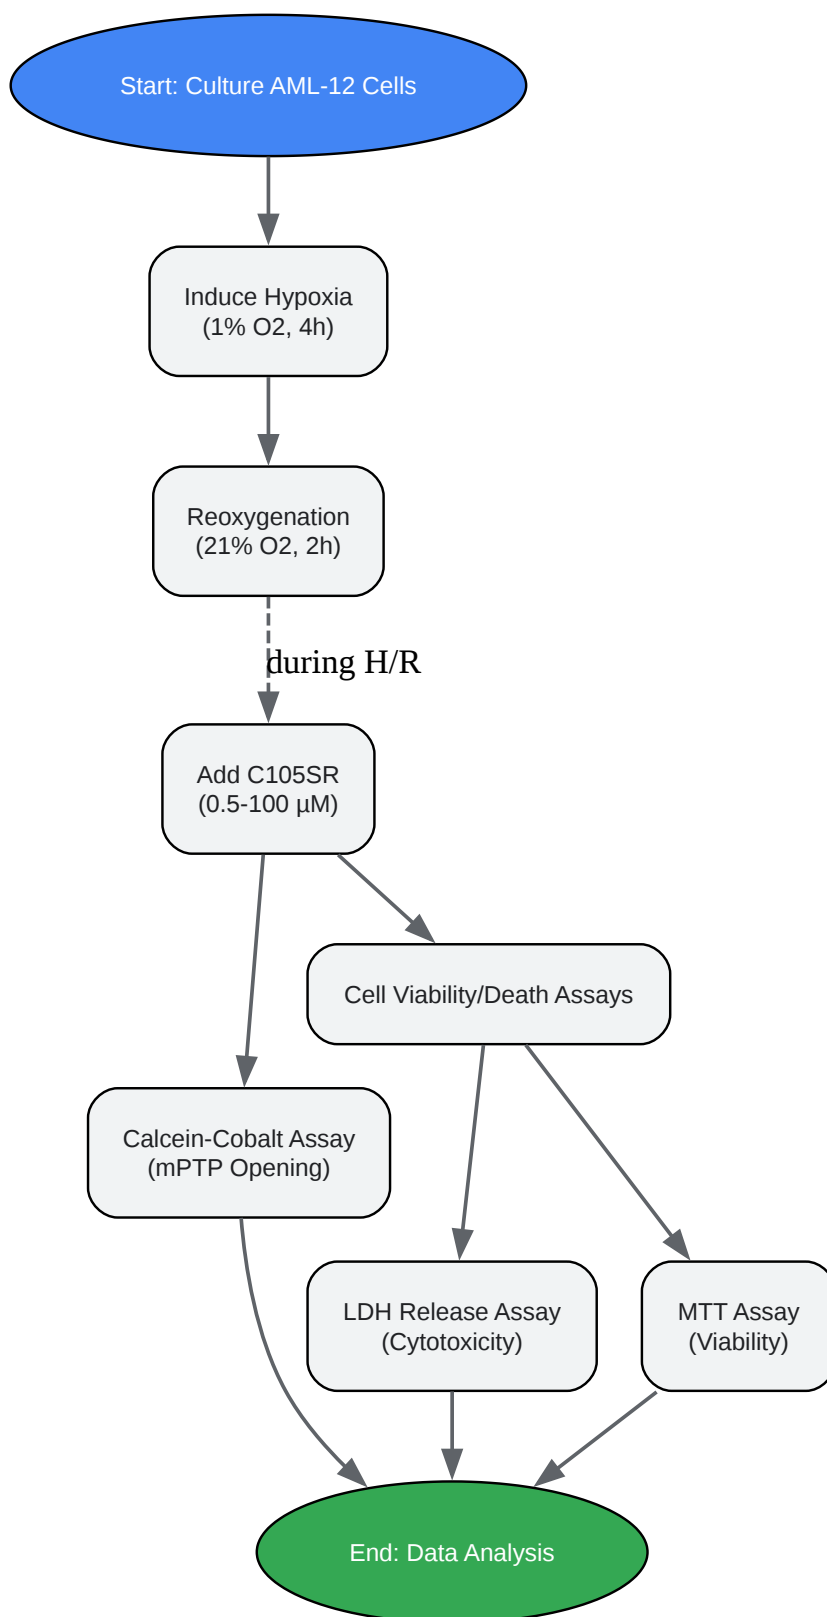 Start: Culture AML-12 Cells
Induce Hypoxia
(1% O2, 4h)
Reoxygenation
(21% O2, 2h)
during H/R
Add C105SR
(0.5-100 µM)
Cell Viability/Death Assays
Calcein-Cobalt Assay
(mPTP Opening)
LDH Release Assay
(Cytotoxicity)
MTT Assay
(Viability)
End: Data Analysis